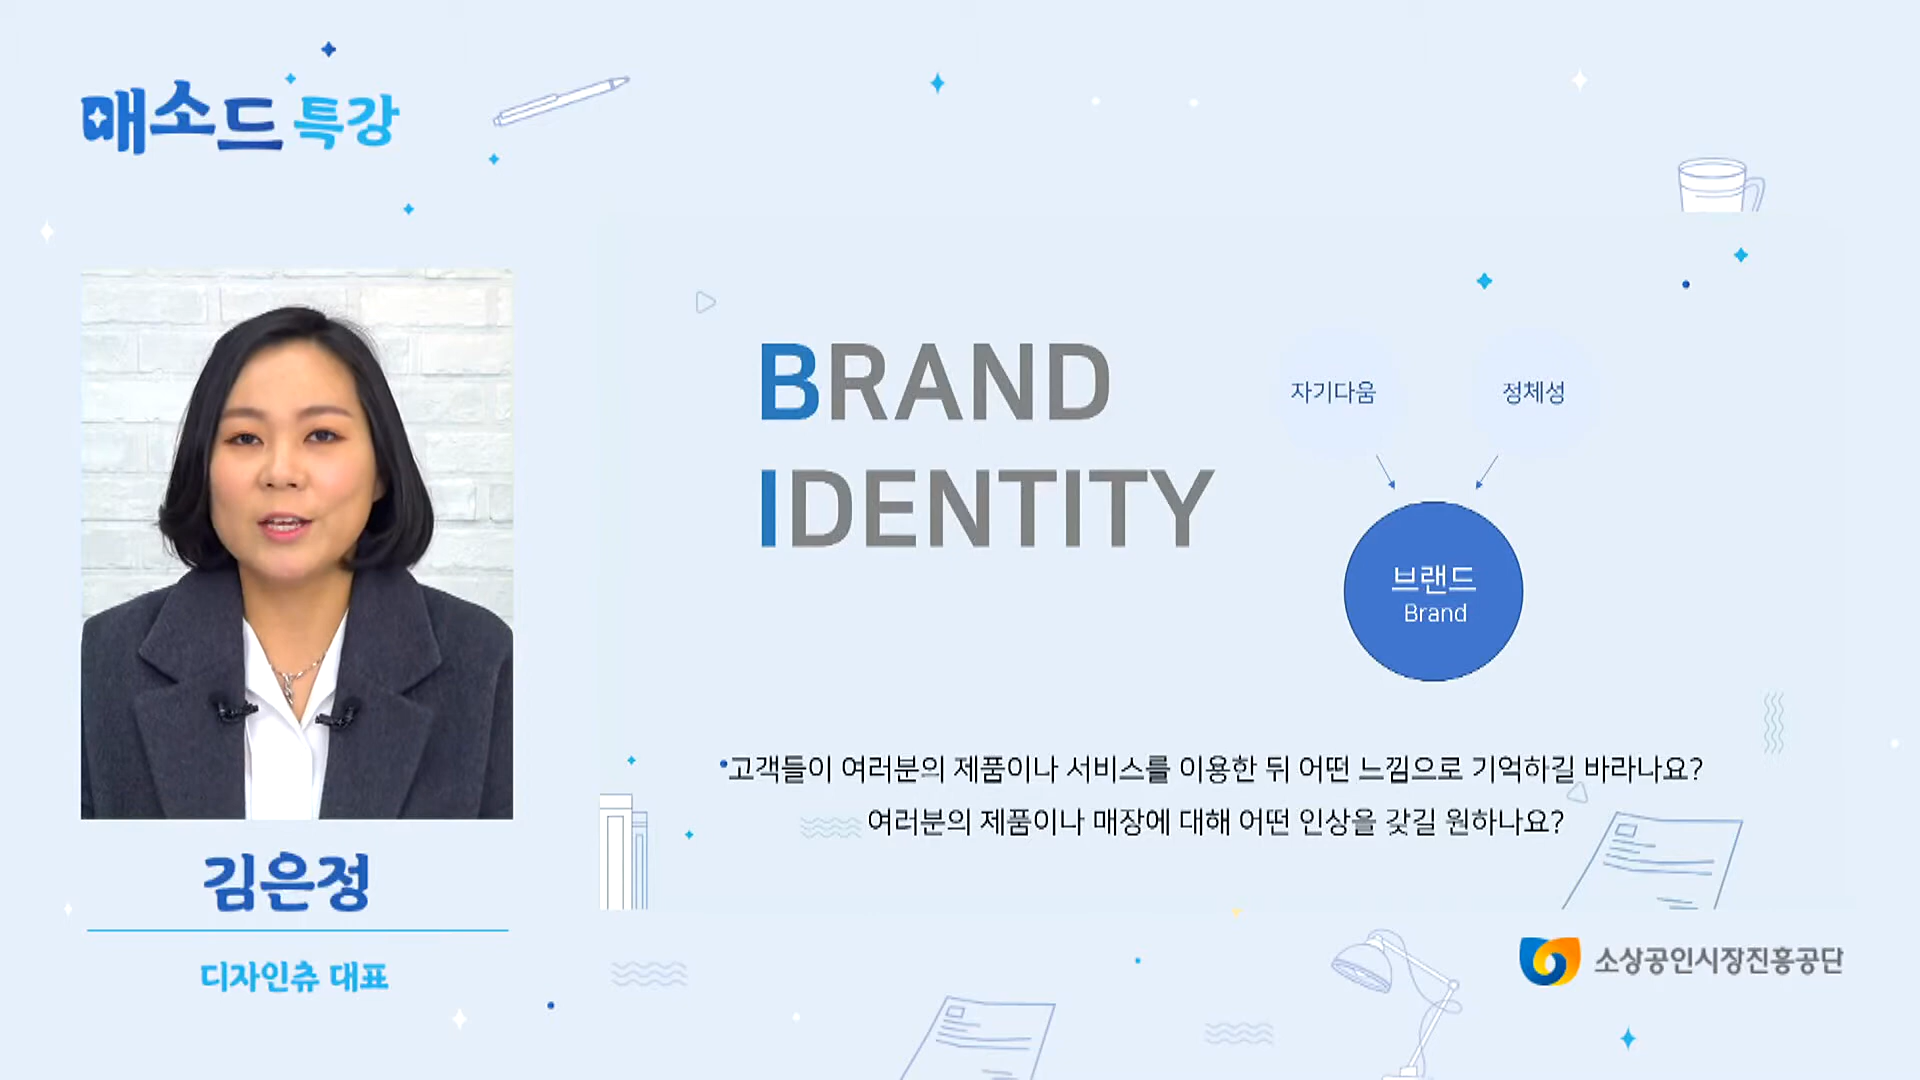 매소드 특강
BRAND
IDENTITY
자기다움
정체성
브랜드
Brand
•고객들이 여러분의 제품이나 서비스를 이용한 뒤 어떤 느낌으로 기억하길 바라나요?
여러분의 제품이나 매장에 대해 어떤 인상을 갖길 원하나요?
김은정
디자인츄 대표
소상공인시장진흥공단